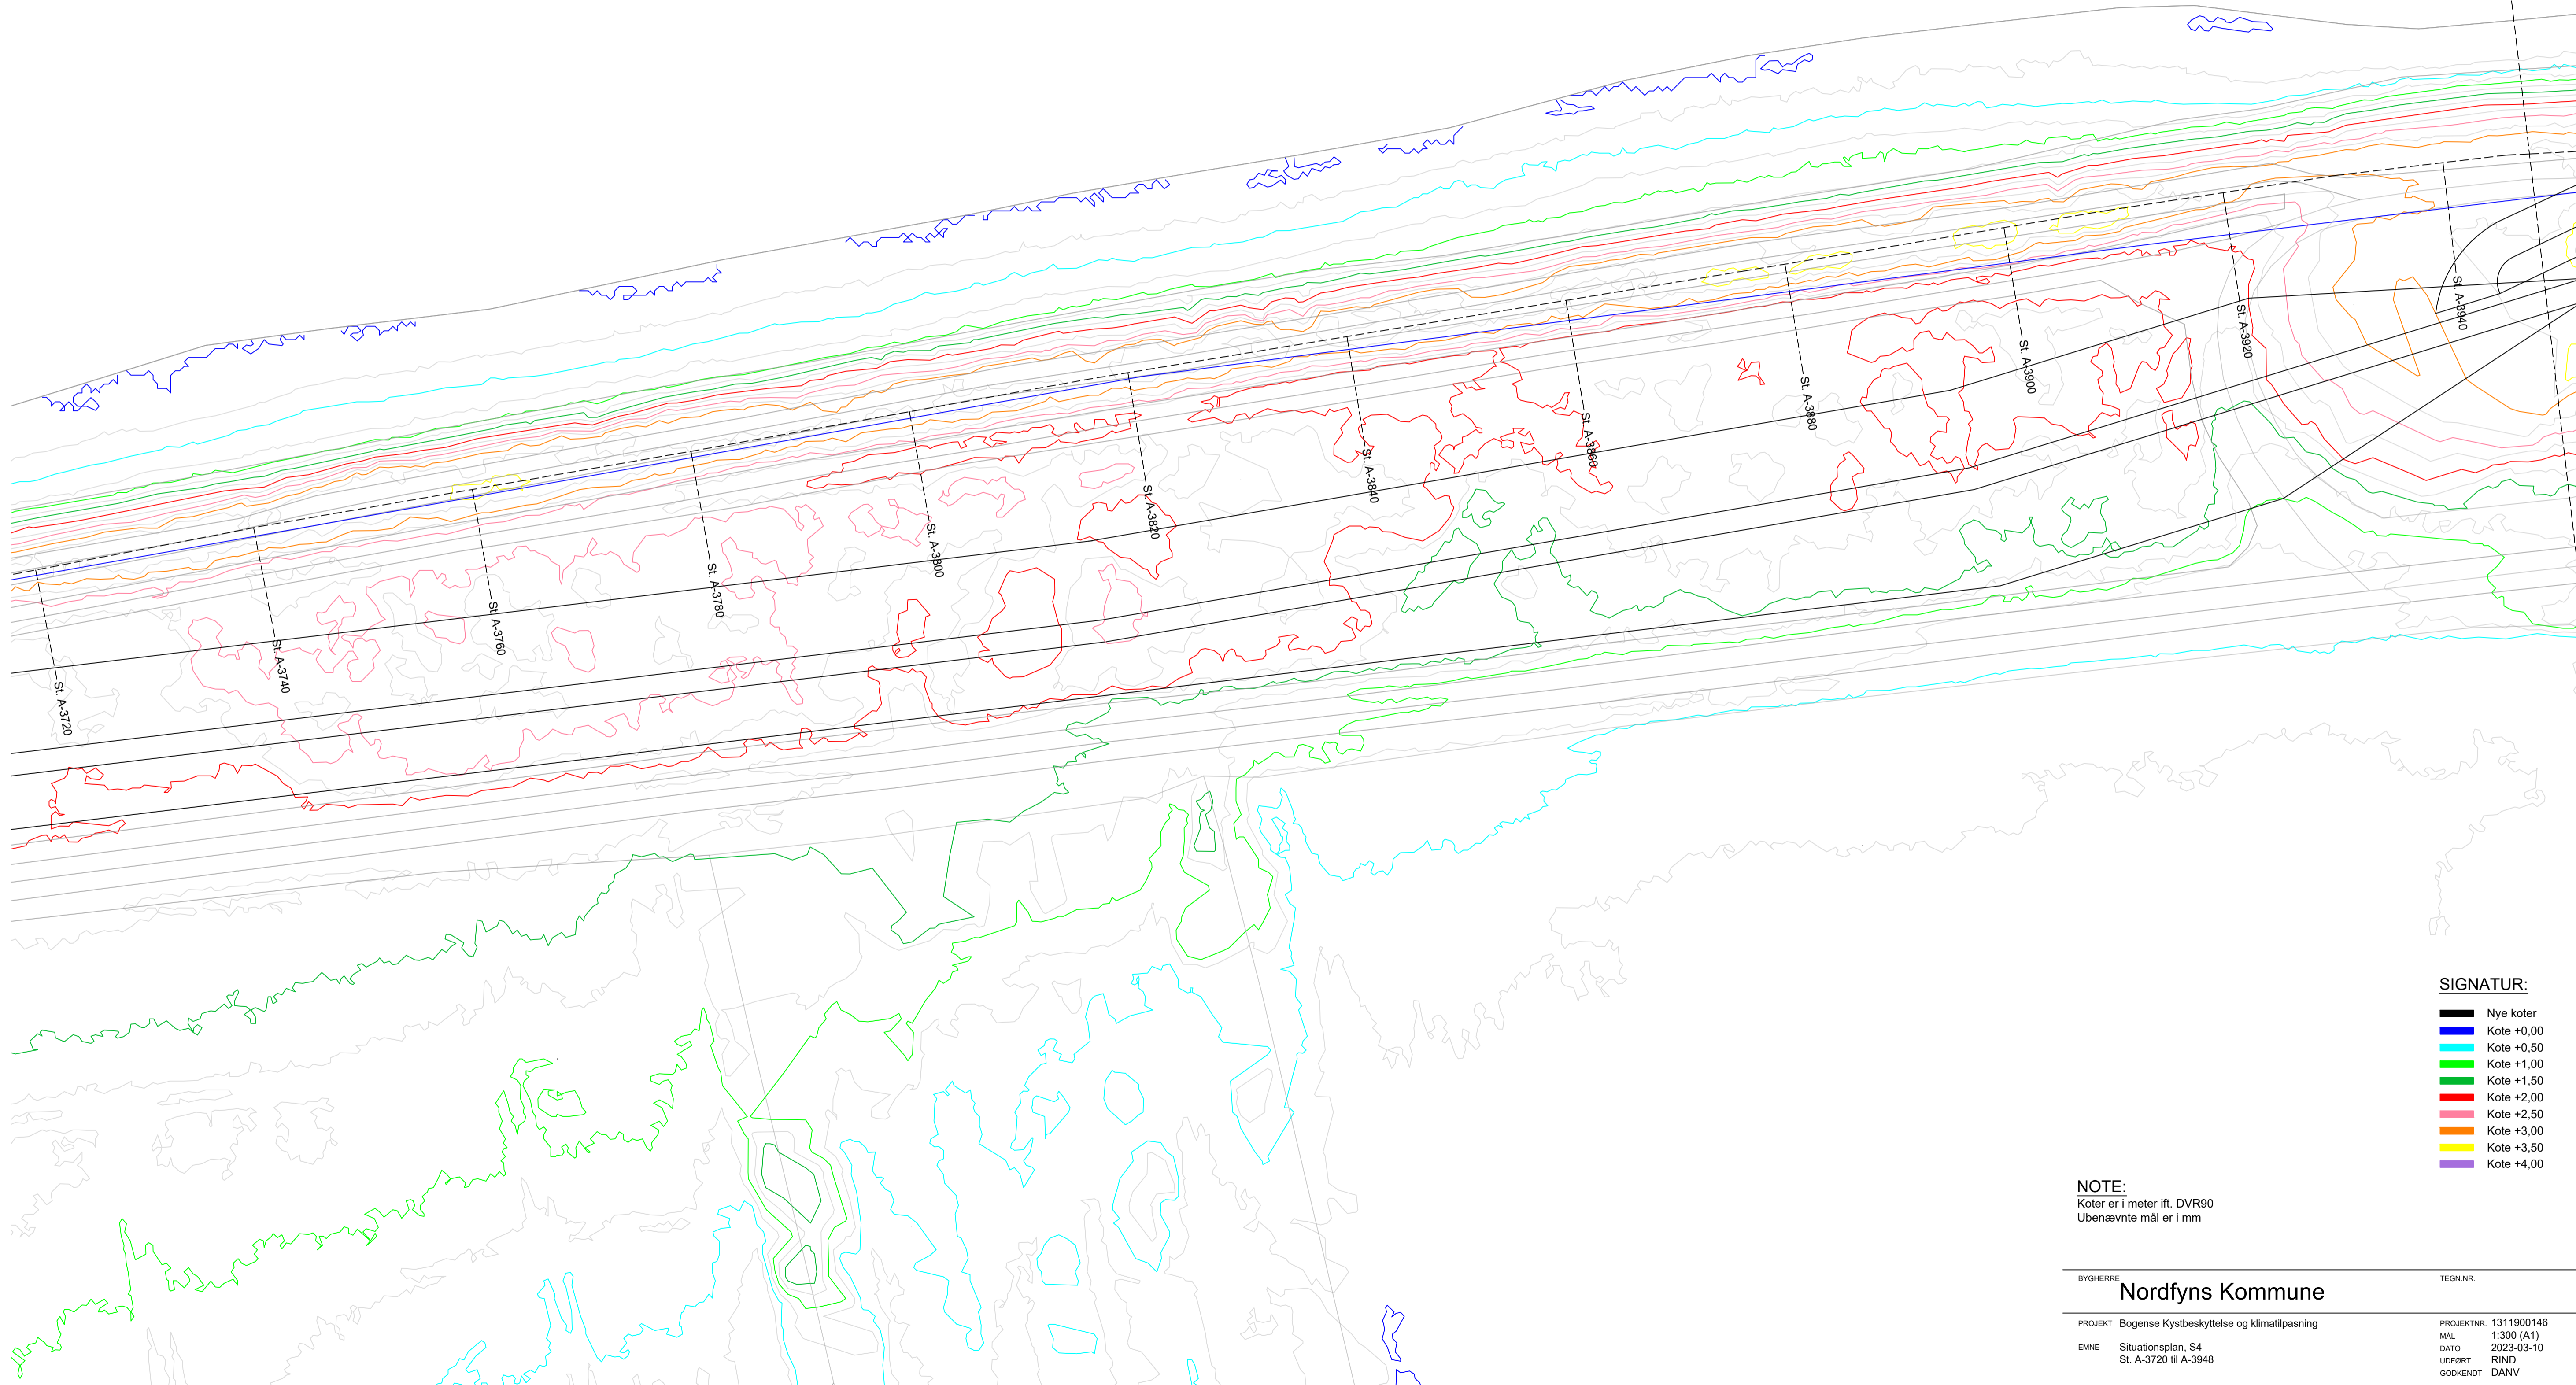 St. A-3720
St. A-3740
St. A-3760
St. A-3780
St. A-3800
St. A-3820
St. A-3840
St. A-3860
St. A-3880
St. A-3900
St. A-3920
St. A-3940
SIGNATUR:
Nye koter
Kote +0,00
Kote +0,50
Kote +1,00
Kote +1,50
Kote +2,00
Kote +2,50
Kote +3,00
Kote +3,50
Kote +4,00
NOTE:
Koter er i meter ift. DVR90
Ubenævnte mål er i mm
BYGHERRE Nordfyns Kommune
TEGN.NR.
PROJEKT Bogense Kystbeskyttelse og klimatilpasning
EMNE Situationsplan, S4
St. A-3720 til A-3948
PROJEKTNR. 1311900146
MÅL 1:300 (A1)
DATO 2023-03-10
UDFØRT RIND
GODKENDT DANV